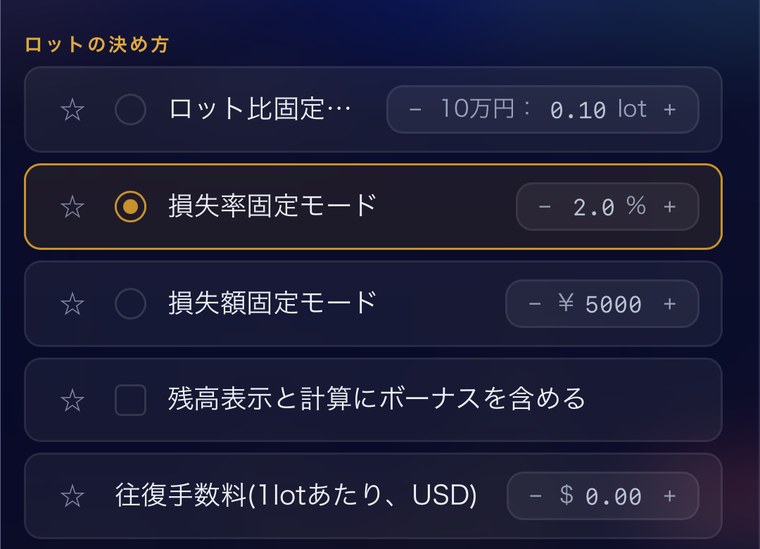 ロットの決め方
☆ ロット比固定… − 10万円： 0.10 lot +
☆ 損失率固定モード − 2.0 % +
☆ 損失額固定モード − ¥ 5000 +
☆ 残高表示と計算にボーナスを含める
☆ 往復手数料(1lotあたり、USD) − $ 0.00 +